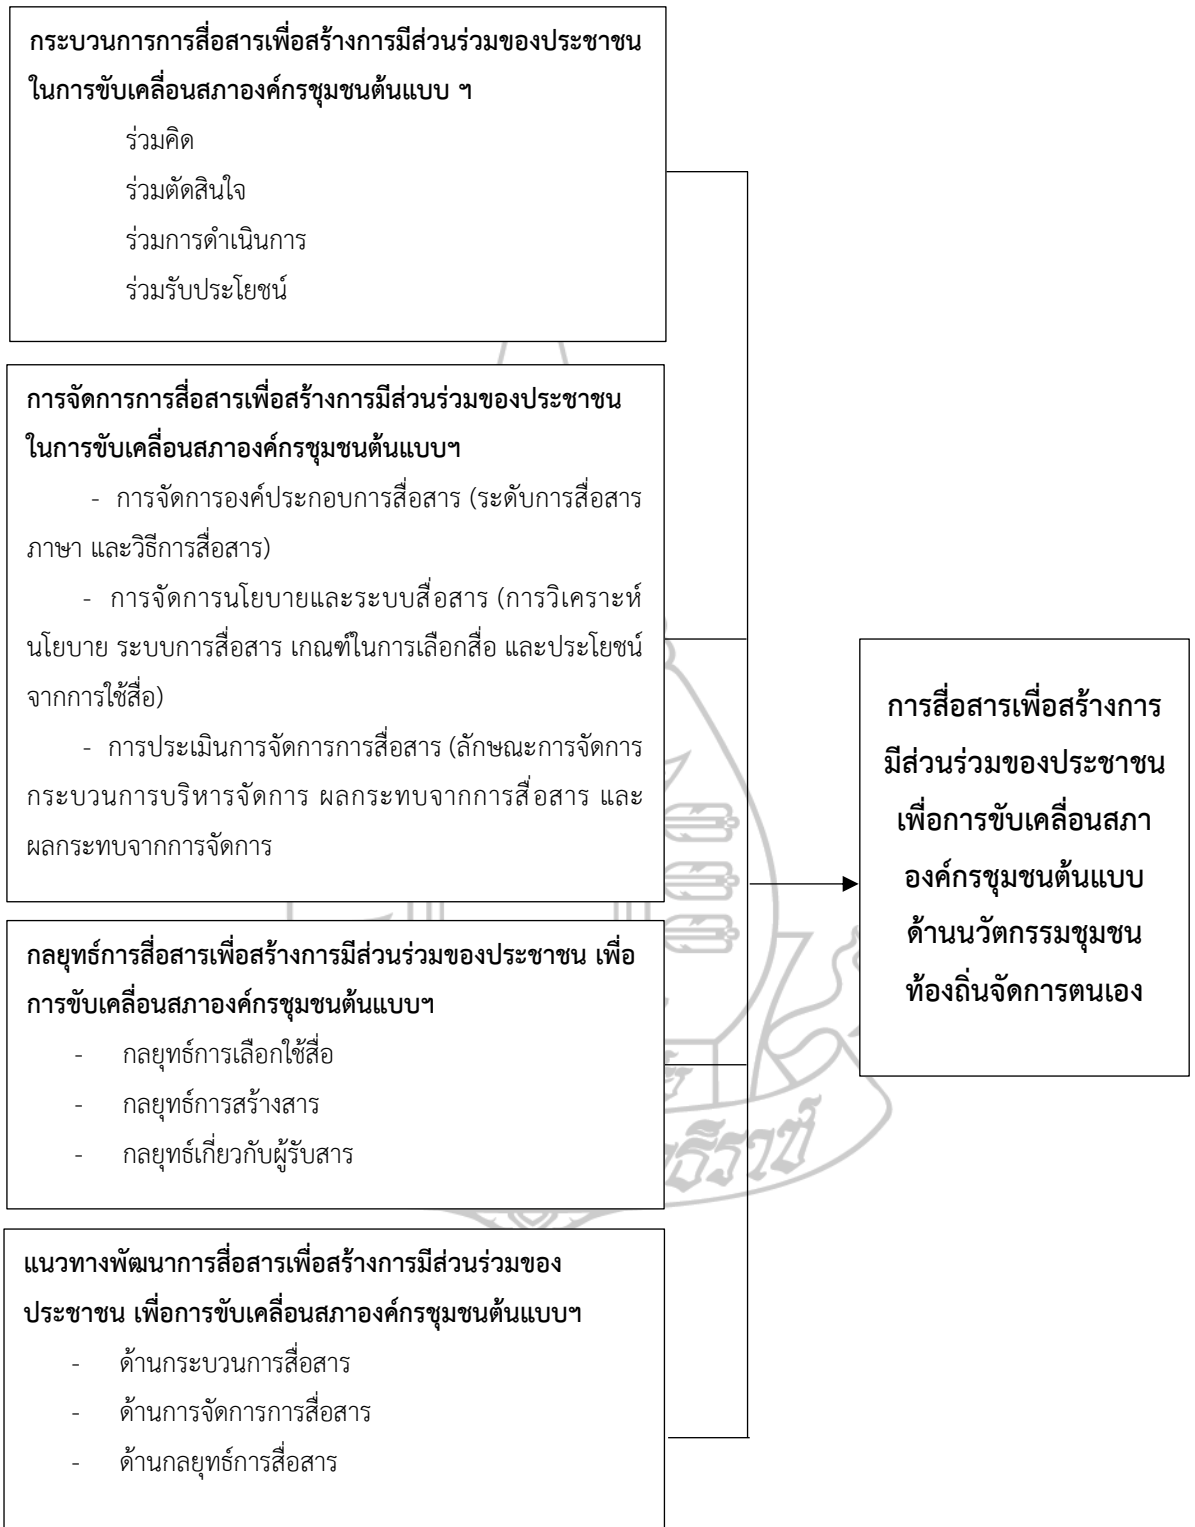 กระบวนการการสื่อสารเพื่อสร้างการมีส่วนร่วมของประชาชน
ในการขับเคลื่อนสภาองค์กรชุมชนต้นแบบ ฯ
ร่วมคิด
ร่วมตัดสินใจ
ร่วมการดำเนินการ
ร่วมรับประโยชน์
การจัดการการสื่อสารเพื่อสร้างการมีส่วนร่วมของประชาชน
ในการขับเคลื่อนสภาองค์กรชุมชนต้นแบบฯ
- การจัดการองค์ประกอบการสื่อสาร (ระดับการสื่อสาร
ภาษา และวิธีการสื่อสาร)
- การจัดการนโยบายและระบบสื่อสาร (การวิเคราะห์
นโยบาย ระบบการสื่อสาร เกณฑ์ในการเลือกสื่อ และประโยชน์
จากการใช้สื่อ)
- การประเมินการจัดการการสื่อสาร (ลักษณะการจัดการ
กระบวนการบริหารจัดการ ผลกระทบจากการสื่อสาร และ
ผลกระทบจากการจัดการ
กลยุทธ์การสื่อสารเพื่อสร้างการมีส่วนร่วมของประชาชน เพื่อ
การขับเคลื่อนสภาองค์กรชุมชนต้นแบบฯ
- กลยุทธ์การเลือกใช้สื่อ
- กลยุทธ์การสร้างสาร
- กลยุทธ์เกี่ยวกับผู้รับสาร
แนวทางพัฒนาการสื่อสารเพื่อสร้างการมีส่วนร่วมของ
ประชาชน เพื่อการขับเคลื่อนสภาองค์กรชุมชนต้นแบบฯ
- ด้านกระบวนการสื่อสาร
- ด้านการจัดการการสื่อสาร
- ด้านกลยุทธ์การสื่อสาร
การสื่อสารเพื่อสร้างการ
มีส่วนร่วมของประชาชน
เพื่อการขับเคลื่อนสภา
องค์กรชุมชนต้นแบบ
ด้านนวัตกรรมชุมชน
ท้องถิ่นจัดการตนเอง